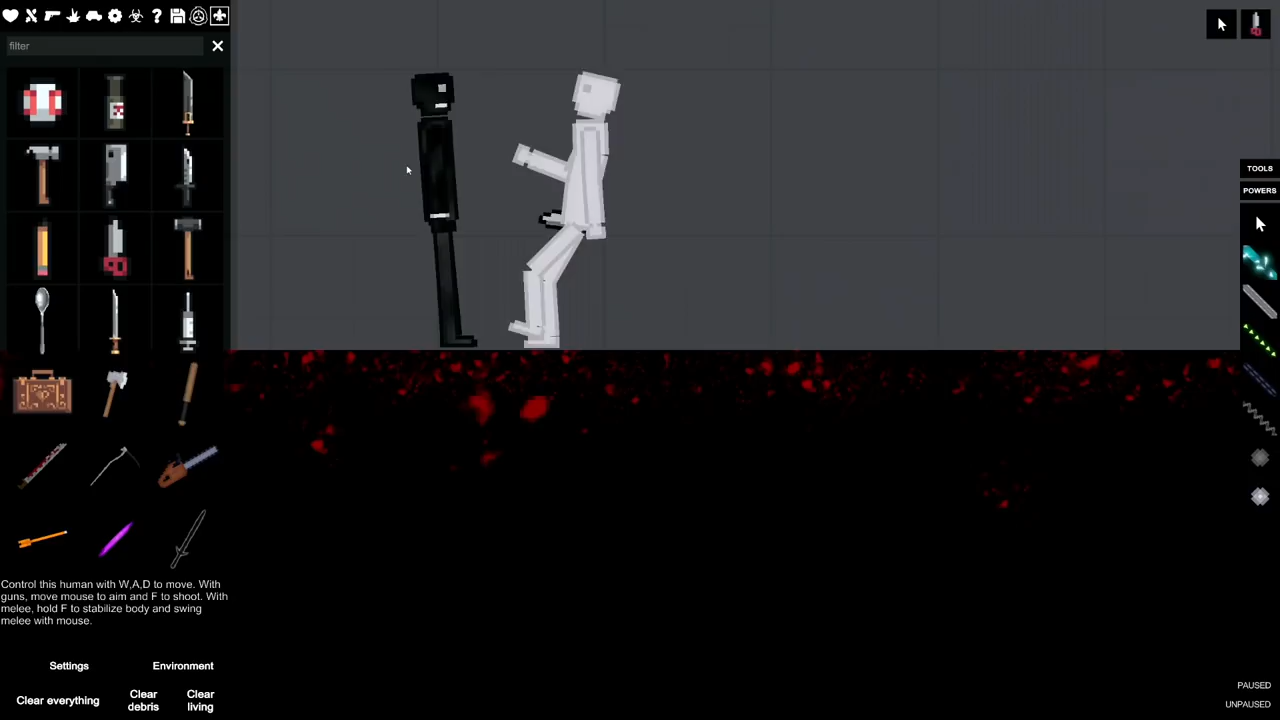 filter
TOOLS
POWERS
Control this human with W,A,D to move. With
guns, move mouse to aim and F to shoot. With
melee, hold F to stabilize body and swing
melee with mouse.
Settings
Environment
Clear everything
Clear
debris
Clear
living
PAUSED
UNPAUSED